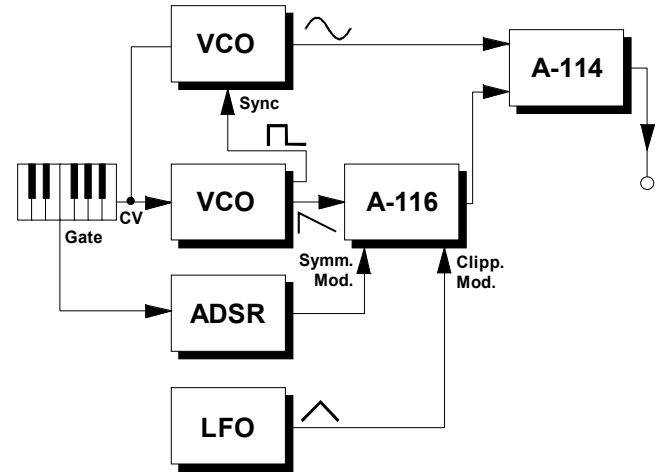 VCO
A-114
Sync
VCO
A-116
CV
Gate
Symm.
Mod.
Clipp.
Mod.
ADSR
LFO